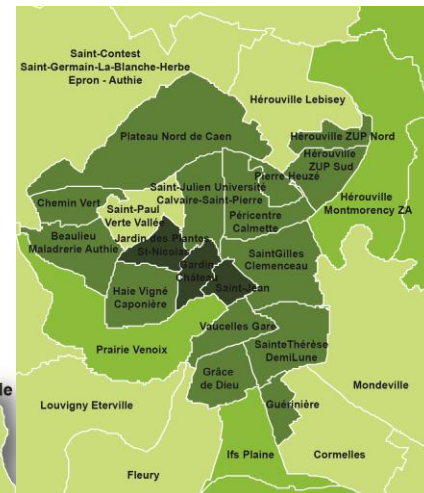 Saint-Contest
Saint-Germain-La-Blanche-Herbe
Epron - Authie
Hérouville Lebisey
Plateau Nord de Caen
Hérouville ZUP Nord
Hérouville
ZUP Sud
Pierre Heuzé
Saint-Julien Université
Calvaire-Saint-Pierre
Chemin Vert
Saint-Paul
Verte Vallée
Péricentre
Calmette
Hérouville
Montmorency ZA
Beaulieu
Maladrerie Authie
Jardin des Plantes
St-Nicolas
Gardin
Château
SaintGilles
Clemenceau
Haie Vigné
Caponière
Saint-Jean
Vaucelles Gare
SainteThérèse
DemiLune
Prairie Venoix
Grâce
de Dieu
Mondeville
le
Louvigny Eterville
Guérinière
Ifs Plaine
Cormelles
Fleury